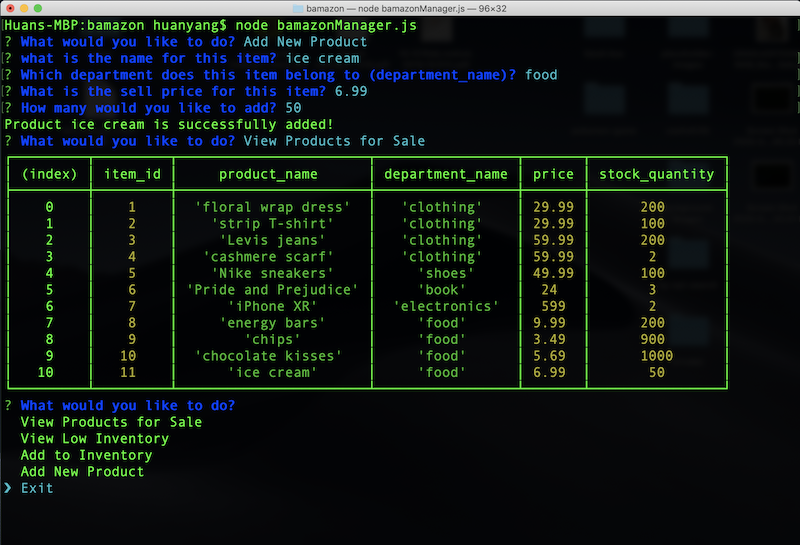 bamazon — node bamazonManager.js — 96×32
Huans-MBP:bamazon huanyang$ node bamazonManager.js
? What would you like to do? Add New Product
? what is the name for this item? ice cream
? Which department does this item belong to (department_name)? food
? What is the sell price for this item? 6.99
? How many would you like to add? 50
Product ice cream is successfully added!
? What would you like to do? View Products for Sale
(index) item_id product_name department_name price stock_quantity
0 1 'floral wrap dress' 'clothing' 29.99 200
1 2 'strip T-shirt' 'clothing' 29.99 100
2 3 'Levis jeans' 'clothing' 59.99 200
3 4 'cashmere scarf' 'clothing' 59.99 2
4 5 'Nike sneakers' 'shoes' 49.99 100
5 6 'Pride and Prejudice' 'book' 24 3
6 7 'iPhone XR' 'electronics' 599 2
7 8 'energy bars' 'food' 9.99 200
8 9 'chips' 'food' 3.49 900
9 10 'chocolate kisses' 'food' 5.69 1000
10 11 'ice cream' 'food' 6.99 50
? What would you like to do?
View Products for Sale
View Low Inventory
Add to Inventory
Add New Product
❯ Exit